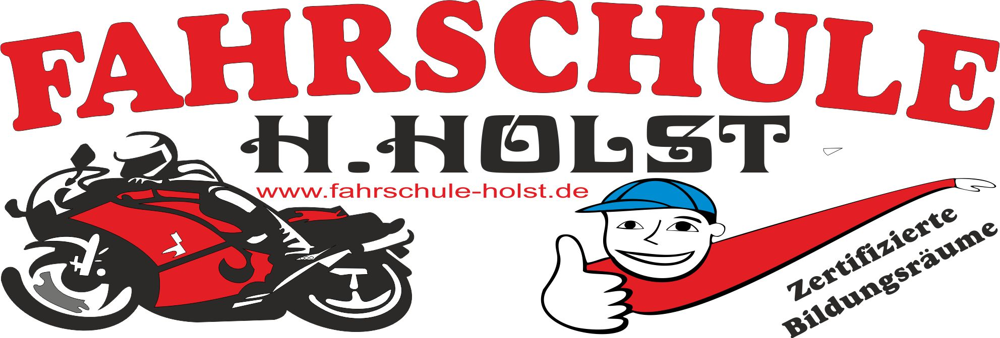 FAHRSCHULE
H.HOLST
www.fahrschule-holst.de
Zertifizierte
Bildungsräume